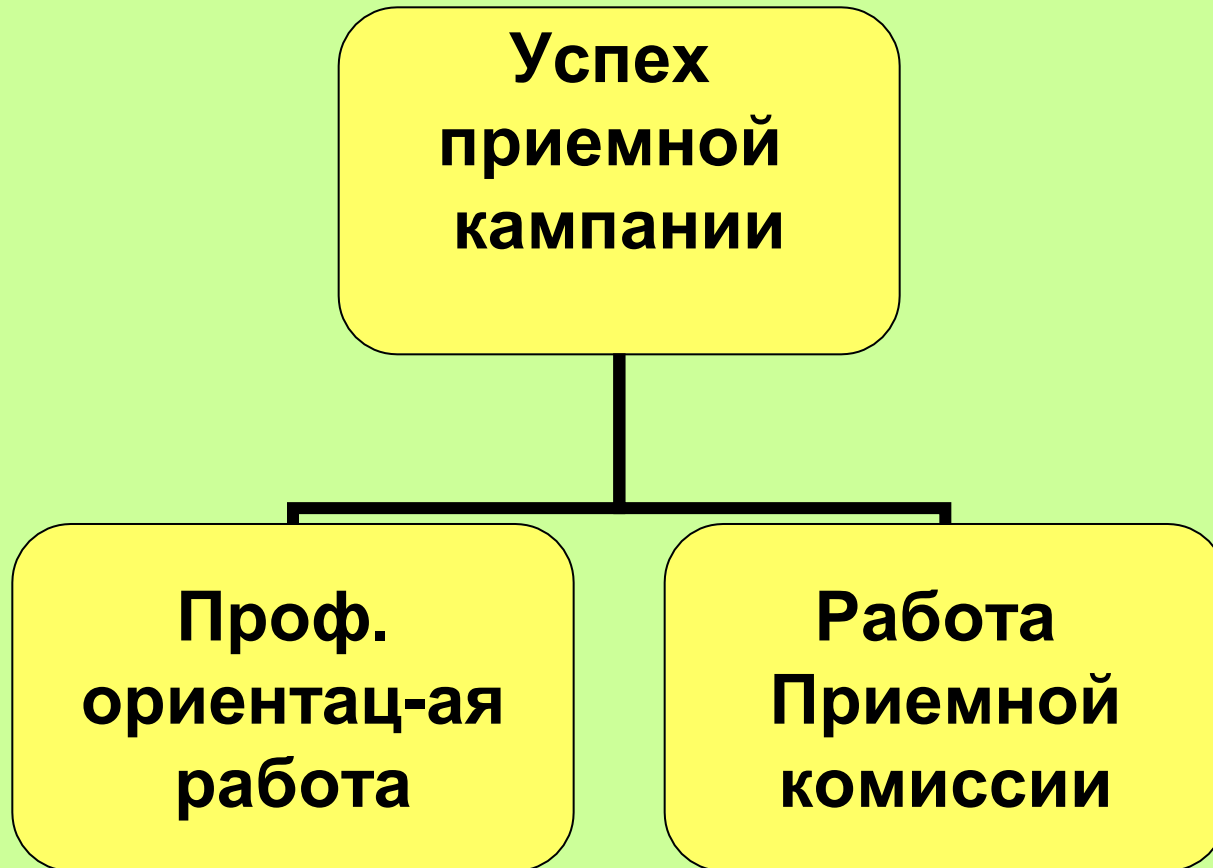 Успех
приемной
кампании
Проф.
ориентац-ая
работа
Работа
Приемной
комиссии